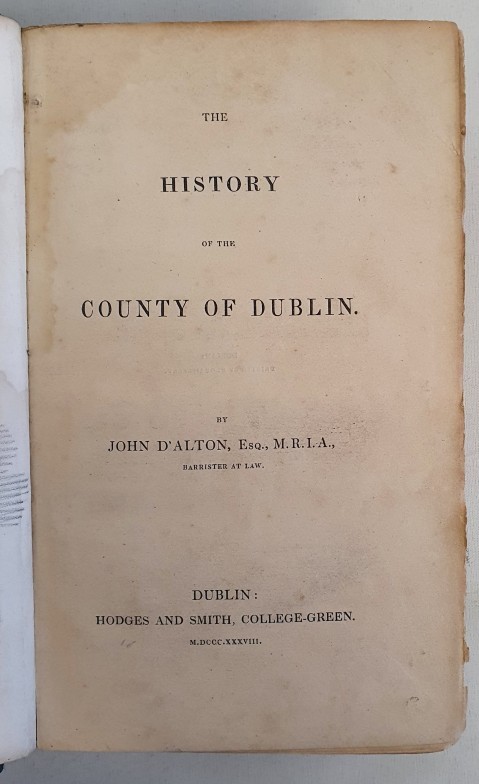 THE
HISTORY
OF THE
COUNTY OF DUBLIN.
BY
JOHN D'ALTON, Esq., M.R.I.A.,
BARRISTER AT LAW.
DUBLIN:
HODGES AND SMITH, COLLEGE-GREEN.
M.DCCC.XXXVIII.